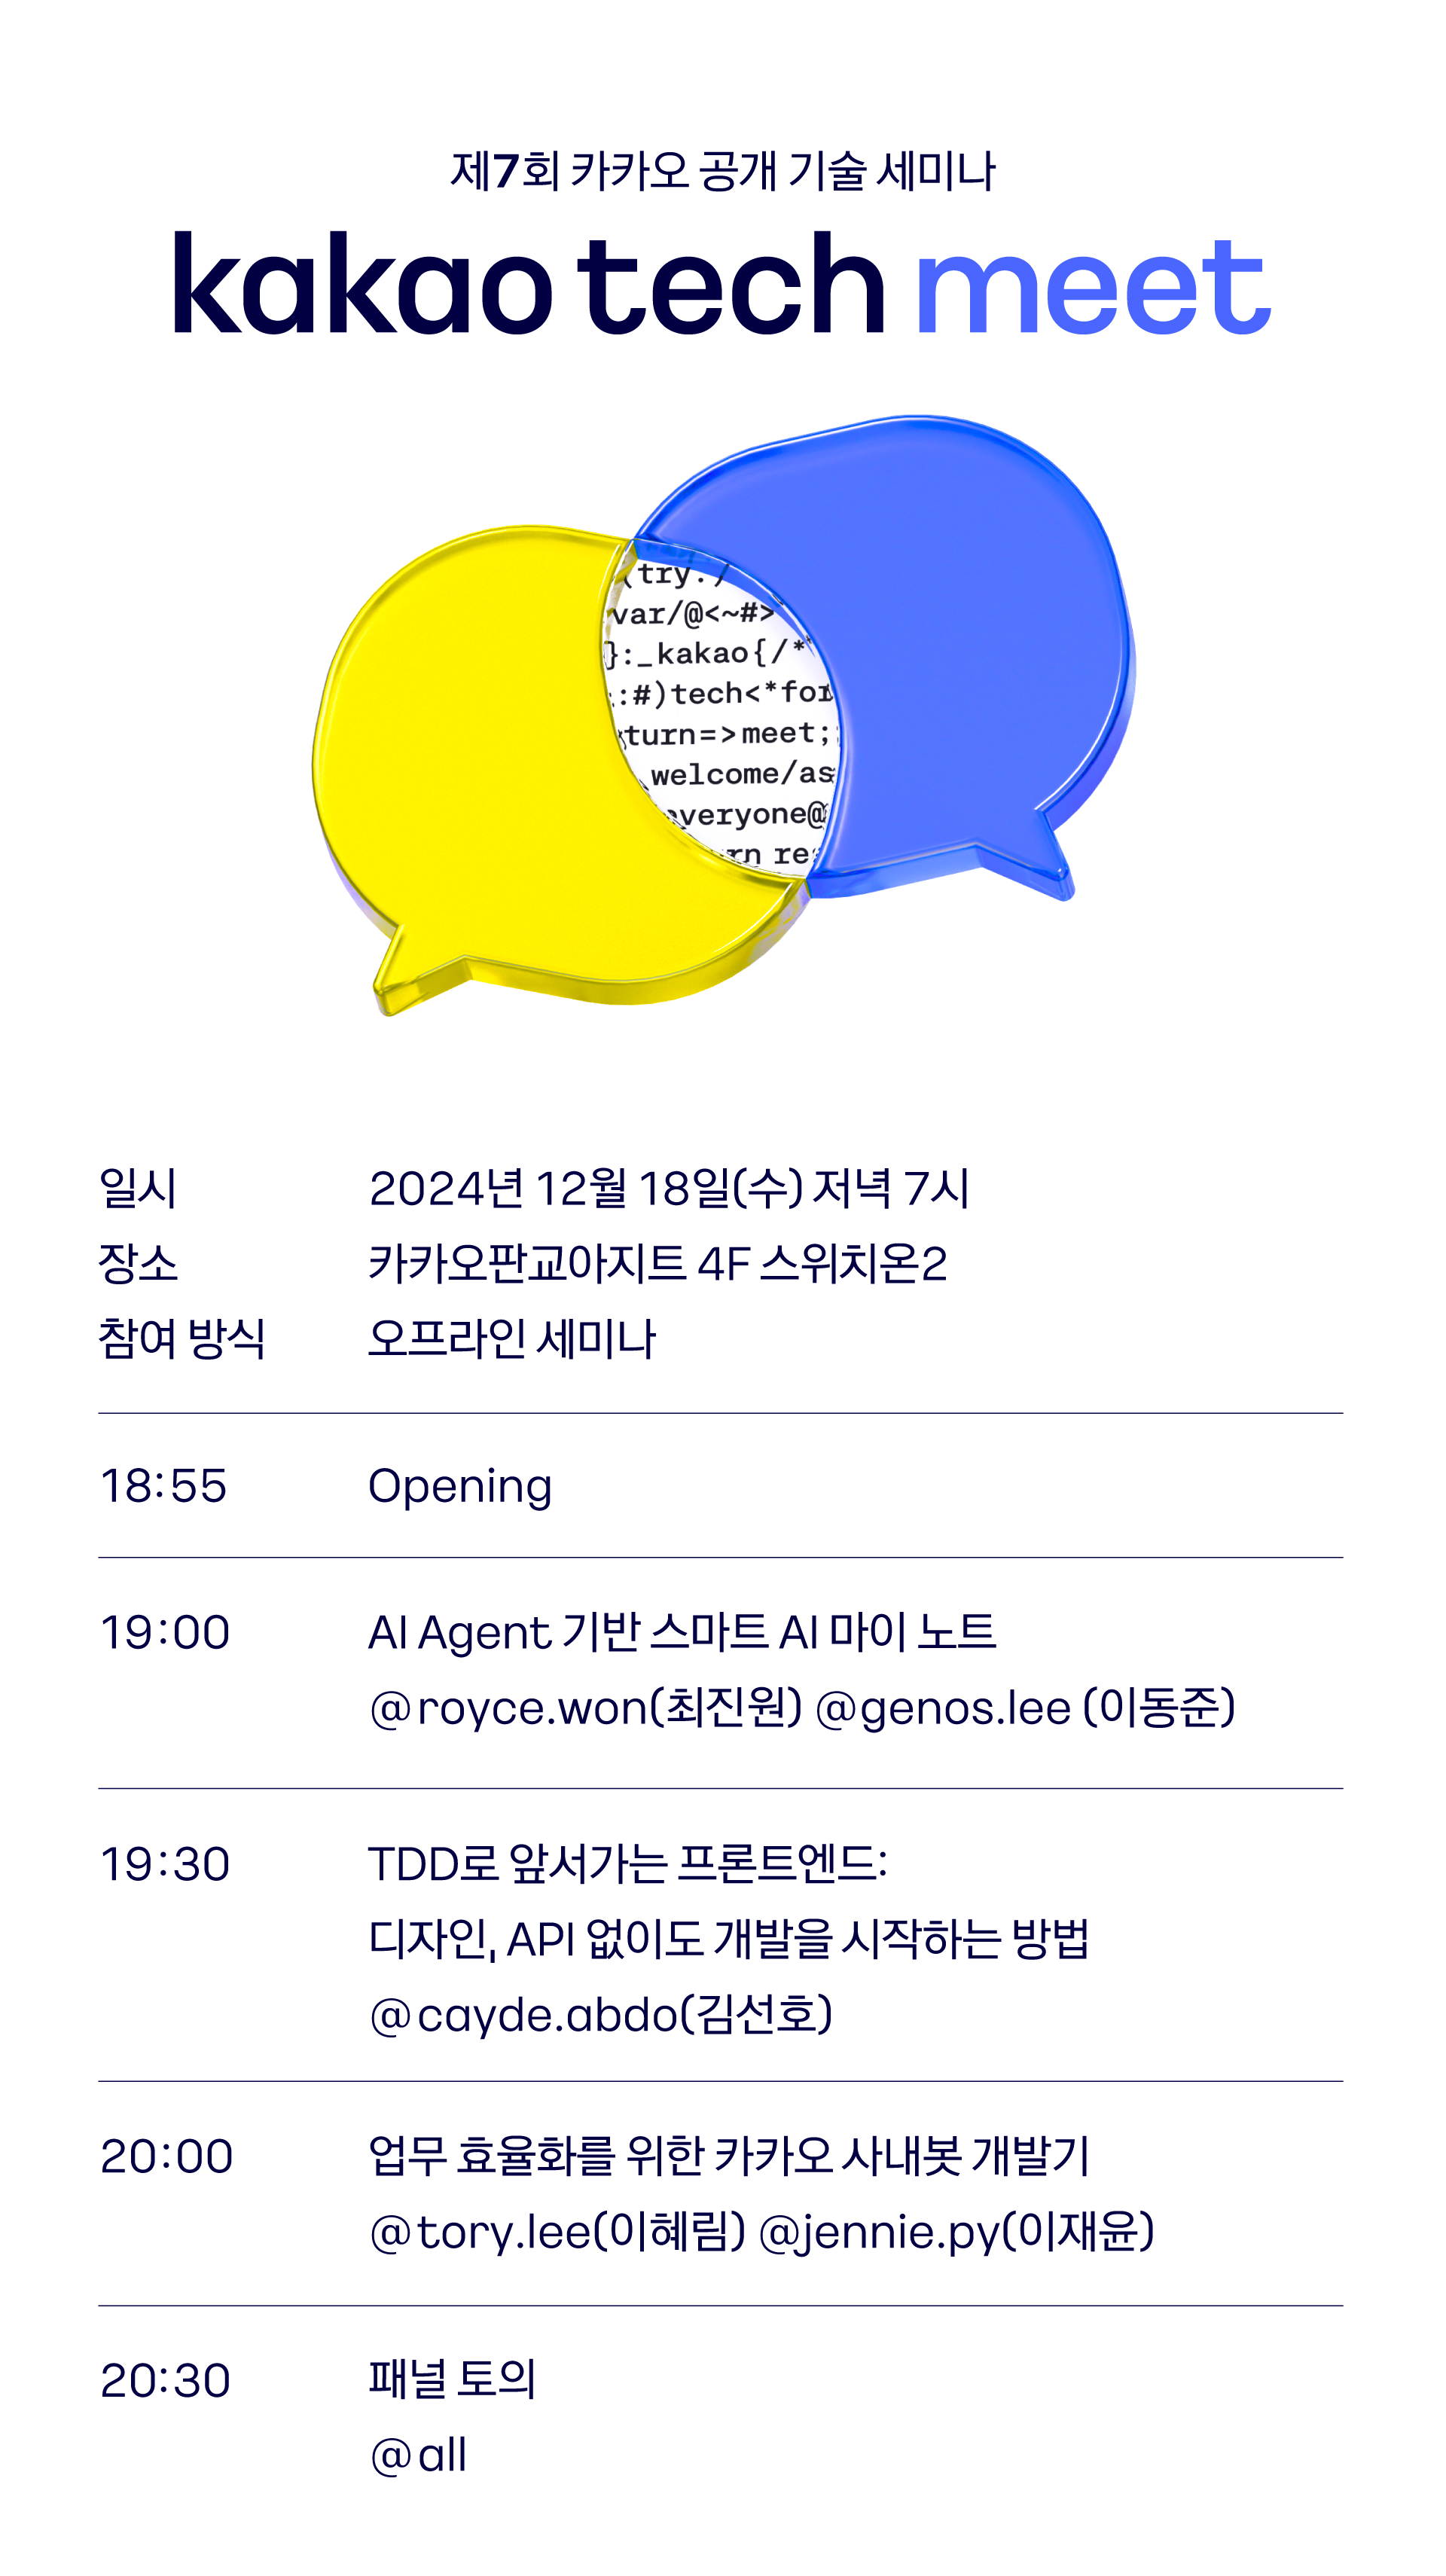 제7회 카카오 공개 기술 세미나
kakao tech meet
(try:)
var/@<~#>
}:_kakao{/*
:#)tech<*for
turn=>meet;
welcome/as
everyone@
일시 2024년 12월 18일(수) 저녁 7시
장소 카카오판교아지트 4F 스위치온2
참여 방식 오프라인 세미나
18:55 Opening
19:00 AI Agent 기반 스마트 AI 마이 노트
@royce.won(최진원) @genos.lee (이동준)
19:30 TDD로 앞서가는 프론트엔드:
디자인, API 없이도 개발을 시작하는 방법
@cayde.abdo(김선호)
20:00 업무 효율화를 위한 카카오 사내봇 개발기
@tory.lee(이혜림) @jennie.py(이재윤)
20:30 패널 토의
@all